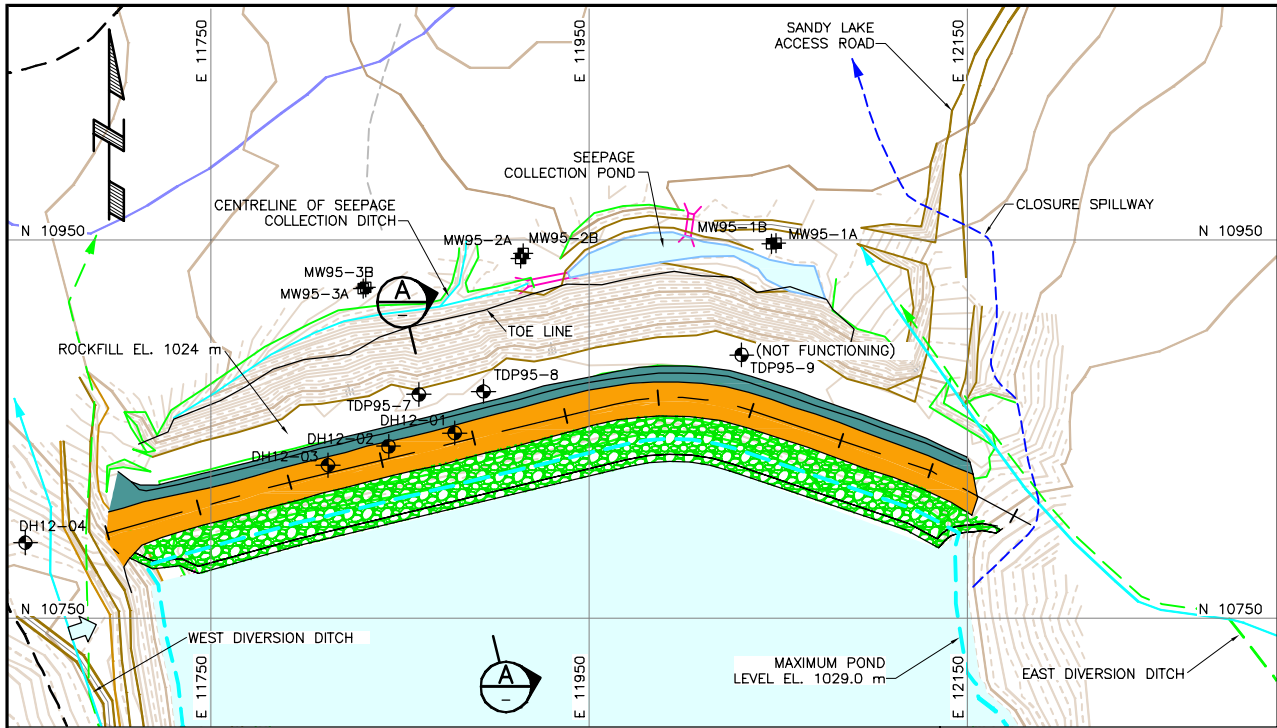 E 11750
E 11950
E 12150
SANDY LAKE
ACCESS ROAD
SEEPAGE
COLLECTION POND
CENTRELINE OF SEEPAGE
COLLECTION DITCH
CLOSURE SPILLWAY
N 10950
N 10950
MW95-2A
MW95-2B
MW95-1B
MW95-1A
MW95-3B
MW95-3A
A
-
TOE LINE
ROCKFILL EL. 1024 m
(NOT FUNCTIONING)
TDP95-9
TDP95-8
TDP95-7
DH12-01
DH12-02
DH12-03
DH12-04
N 10750
N 10750
WEST DIVERSION DITCH
A
-
MAXIMUM POND
LEVEL EL. 1029.0 m
EAST DIVERSION DITCH
E 11750
E 11950
E 12150